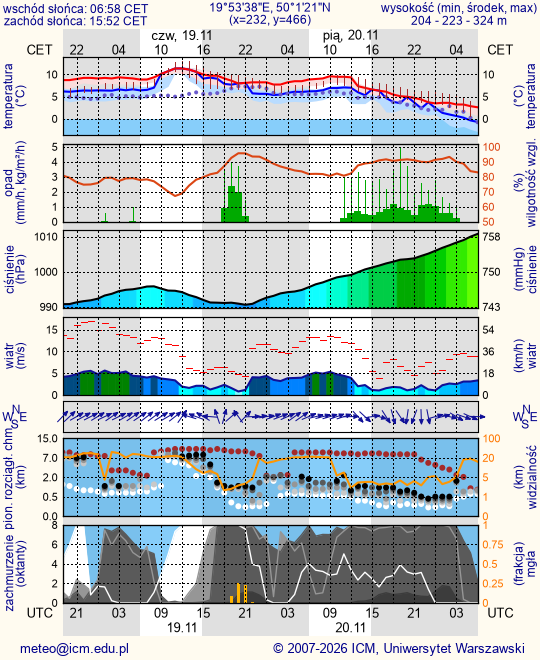 wschód słońca: 06:58 CET 19°53'38"E, 50°1'21"N wysokość (min, środek, max)
zachód słońca: 15:52 CET (x=232, y=466) 204 - 223 - 324 m
czw, 19.11 pią, 20.11
CET 22 04 10 16 22 04 10 16 22 04 CET
temperatura (°C) 10 5 0 10 5 0 (°C) temperatura
opad (mm/h, kg/m²/h) 5 4 3 2 1 0 100 90 80 70 60 50 (%) wilgotność wzgl.
ciśnienie (hPa) 1010 1000 990 758 750 743 (mmHg) ciśnienie
wiatr (m/s) 15 10 5 0 54 36 18 0 (km/h) wiatr
N W E S N W E S
pion. rozciągł. chm. (km) 15.0 7.0 2.0 0.5 0.0 100 20 5 1 0 (km) widzialność
zachmurzenie (oktanty) 8 6 4 2 0 1 0.75 0.5 0.25 0 (frakcja) mgła
UTC 21 03 09 15 21 03 09 15 21 03 UTC
19.11 20.11
meteo@icm.edu.pl © 2007-2026 ICM, Uniwersytet Warszawski